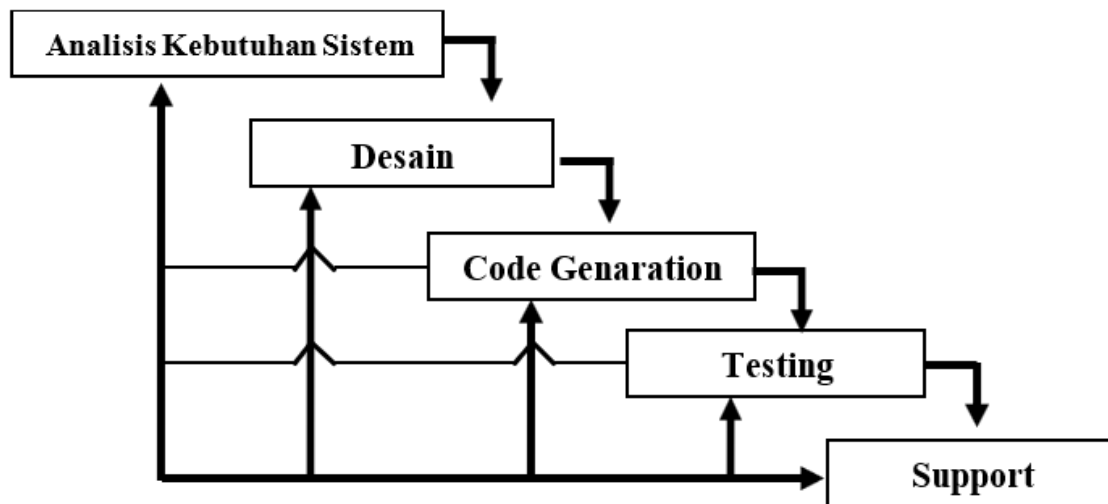 Analisis Kebutuhan Sistem
Desain
Code Genaration
Testing
Support